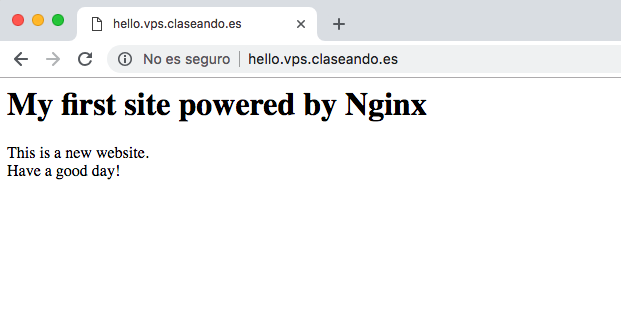 hello.vps.claseando.es
No es seguro hello.vps.claseando.es
My first site powered by Nginx
This is a new website.
Have a good day!